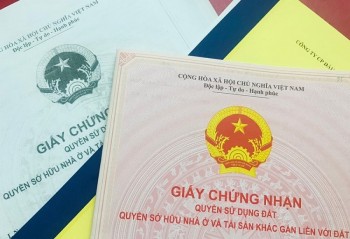 CỘNG HÒA XÃ HỘI CHỦ NGHĨA VIỆT NAM
Độc lập - Tự do - Hạnh phúc
GIẤY CHỨNG
QUYỀN SỬ DỤNG
QUYỀN SỞ HỮU NHÀ Ở VÀ TÀI
CÔNG TY CP
CỘNG HÒA XÃ HỘI CHỦ NGHĨA VIỆT NAM
Độc lập - Tự do - Hạnh phúc
GIẤY CHỨNG NHẬN
QUYỀN SỬ DỤNG ĐẤT
QUYỀN SỞ HỮU NHÀ Ở VÀ TÀI SẢN KHÁC GẮN LIỀN VỚI ĐẤT